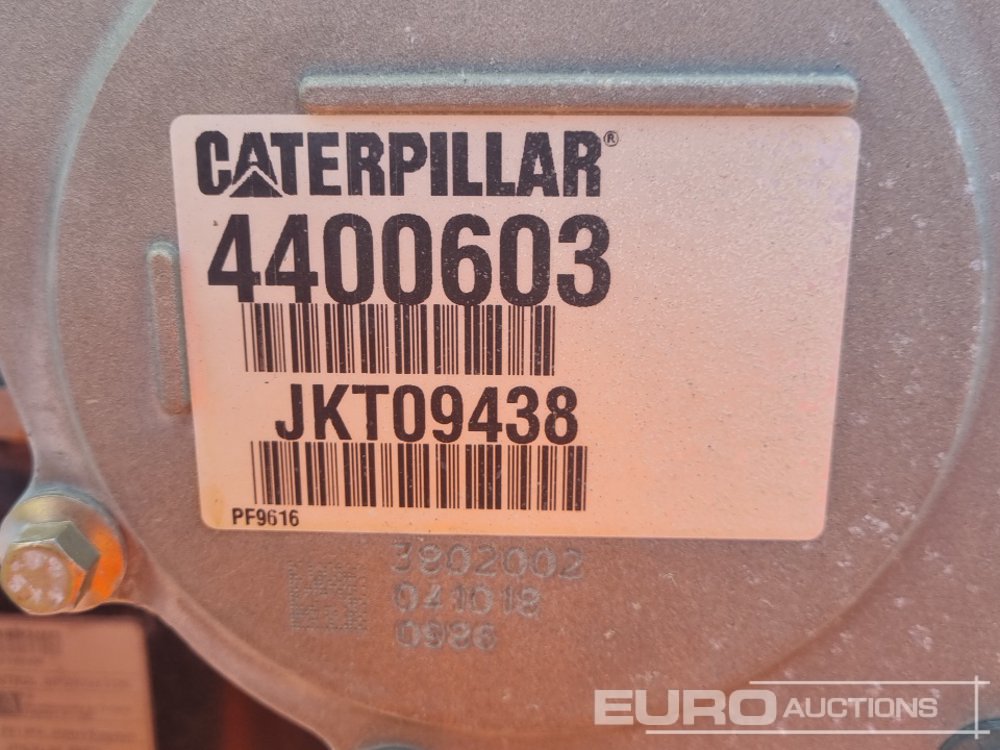 CATERPILLAR®
4400603
JKT09438
PF9616
3802002
041018
0986
EURO AUCTIONS